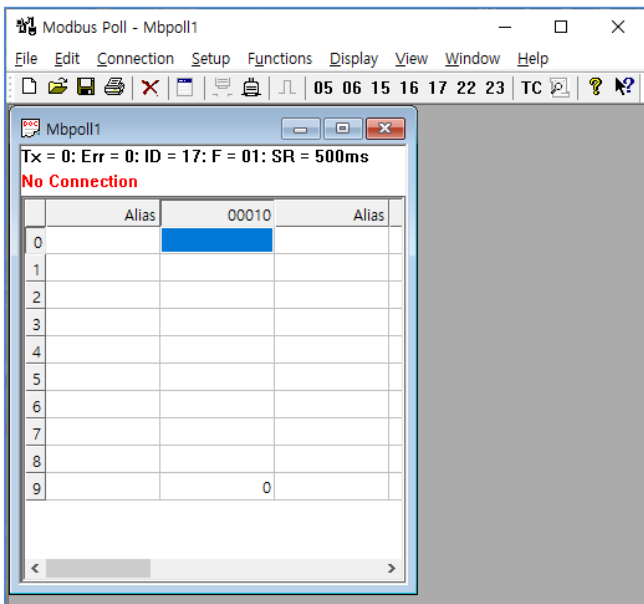 Modbus Poll - Mbpoll1
File Edit Connection Setup Functions Display View Window Help
05 06 15 16 17 22 23 TC
Mbpoll1
Tx = 0: Err = 0: ID = 17: F = 01: SR = 500ms
No Connection
Alias 00010 Alias
0
1
2
3
4
5
6
7
8
9 0